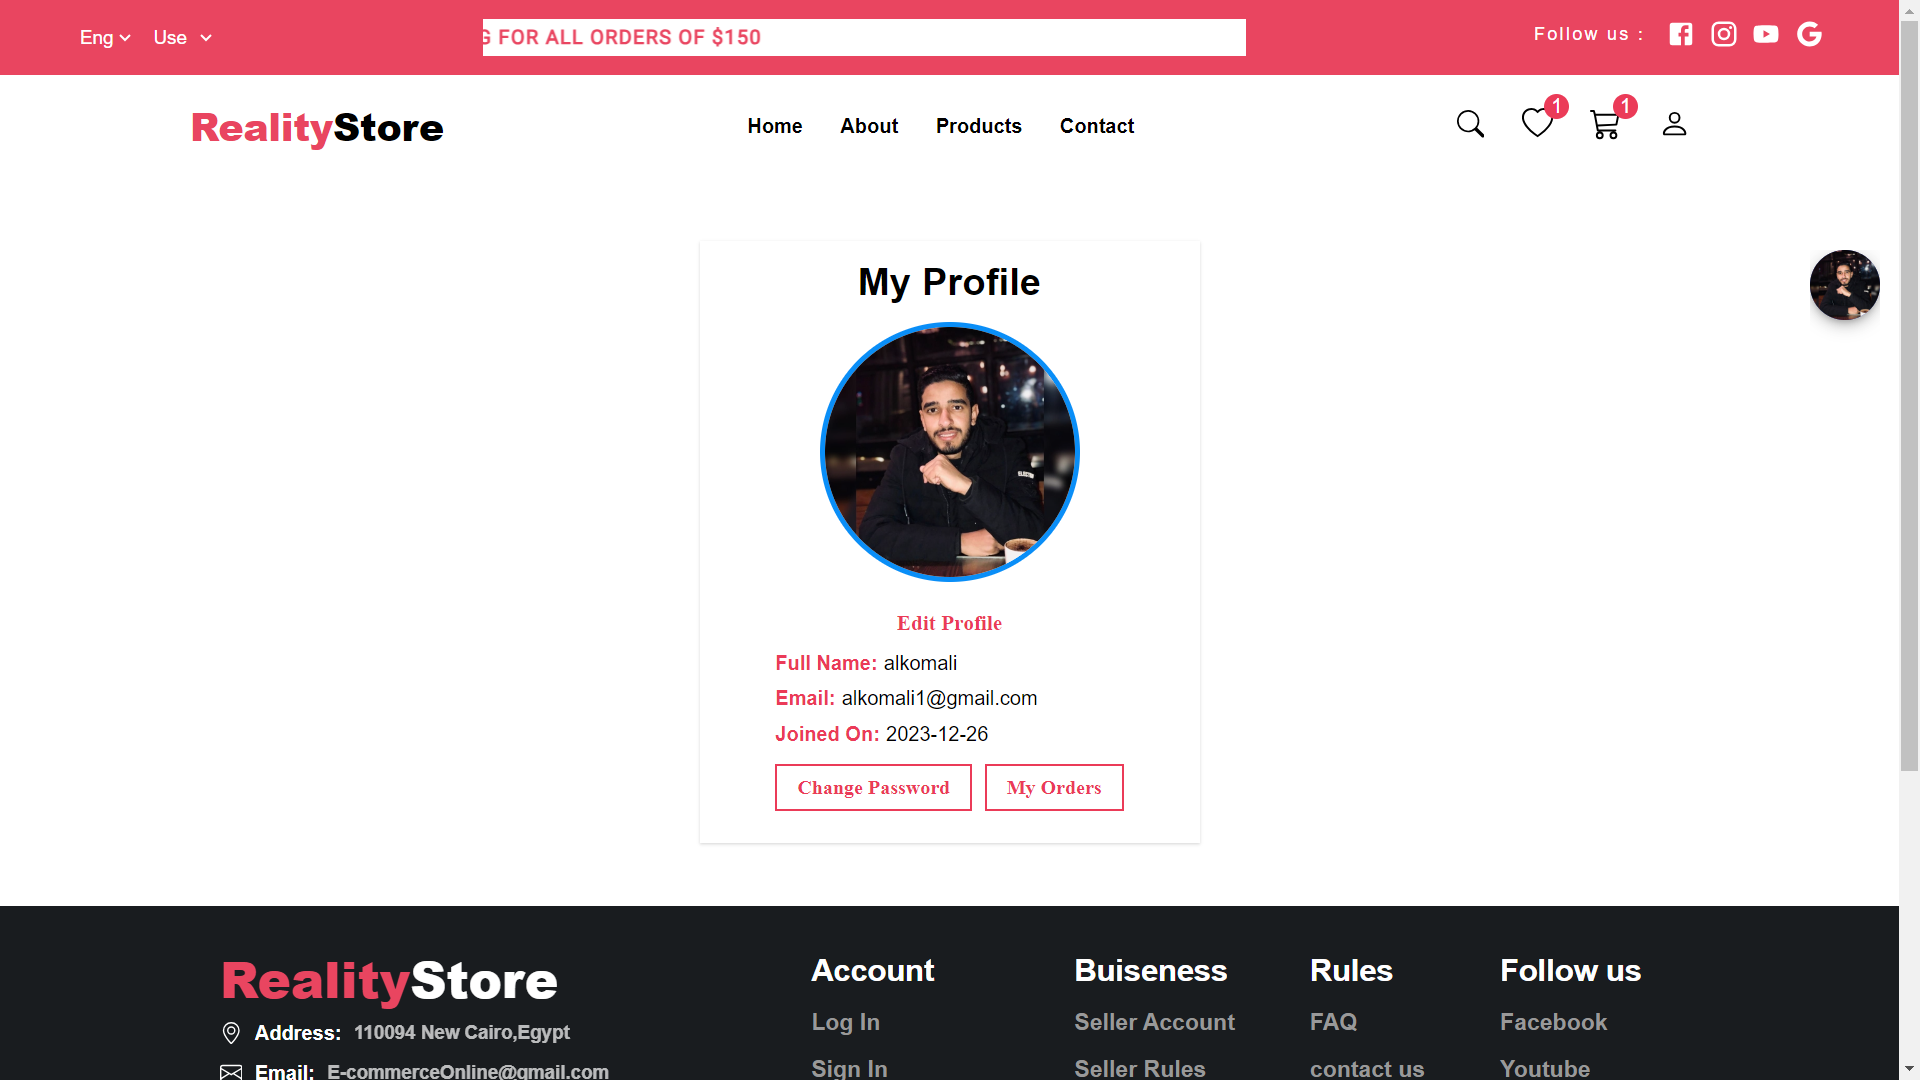 Eng
Use
FOR ALL ORDERS OF $150
Follow us :
RealityStore
Home
About
Products
Contact
1
1
My Profile
Edit Profile
Full Name: alkomali
Email: alkomali1@gmail.com
Joined On: 2023-12-26
Change Password
My Orders
RealityStore
Address: 110094 New Cairo,Egypt
Email: E-commerceOnline@gmail.com
Account
Log In
Sign In
Buiseness
Seller Account
Seller Rules
Rules
FAQ
contact us
Follow us
Facebook
Youtube